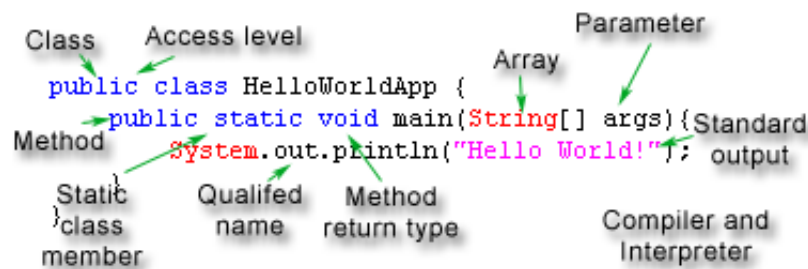 Class
Access level
Parameter
Array
public class HelloWorldApp {
Method
public static void main(String[] args){
System.out.println("Hello World!");
Standard
output
}
}
Static
class
member
Qualifed
name
Method
return type
Compiler and
Interpreter